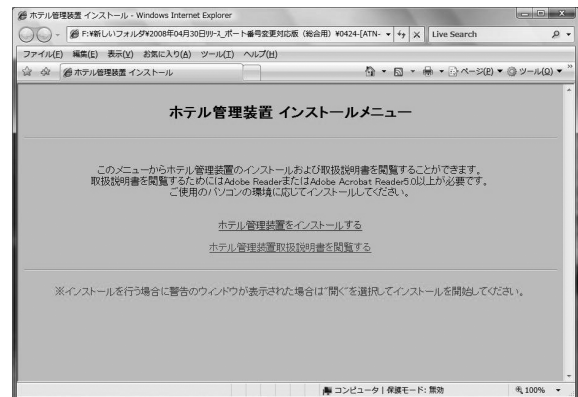 ホテル管理装置 インストール - Windows Internet Explorer
F:¥新しいフォルダ¥2008年04月30日リリース_ポート番号変更対応版（総合用）¥0424-[ATN-
Live Search
ファイル(F) 編集(E) 表示(V) お気に入り(A) ツール(T) ヘルプ(H)
ホテル管理装置 インストール
ページ(P) ツール(O)
ホテル管理装置 インストールメニュー
このメニューからホテル管理装置のインストールおよび取扱説明書を閲覧することができます。
取扱説明書を閲覧するためにはAdobe ReaderまたはAdobe Acrobat Reader5.0以上が必要です。
ご使用のパソコンの環境に応じてインストールしてください。
ホテル管理装置をインストールする
ホテル管理装置取扱説明書を閲覧する
※インストールを行う場合に警告のウィンドウが表示された場合は"開く"を選択してインストールを開始してください。
コンピュータ | 保護モード: 無効
100%